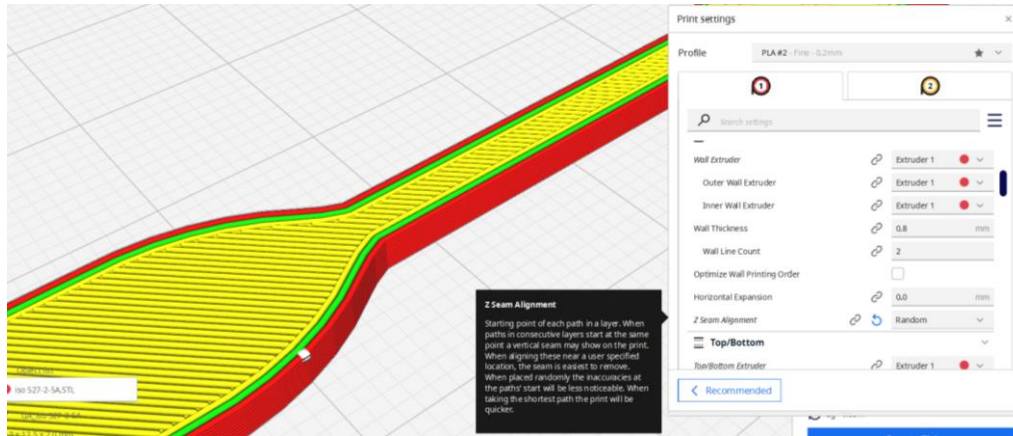 Print settings
×
Profile
PLA #2 - Fine - 0.2mm
1
2
Search settings
Wall Extruder
Extruder 1
Outer Wall Extruder
Extruder 1
Inner Wall Extruder
Extruder 1
Wall Thickness
0.8
mm
Wall Line Count
2
Optimize Wall Printing Order
Horizontal Expansion
0.0
mm
Z Seam Alignment
Random
Top/Bottom
Top/Bottom Extruder
Extruder 1
Recommended
Z Seam Alignment
Starting point of each path in a layer. When
paths in consecutive layers start at the same
point a vertical seam may show on the print.
When aligning these near a user specified
location, the seam is easiest to remove.
When placed randomly the inaccuracies at
the paths' start will be less noticeable. When
taking the shortest path the print will be
quicker.
iso 527-2-5A.STL